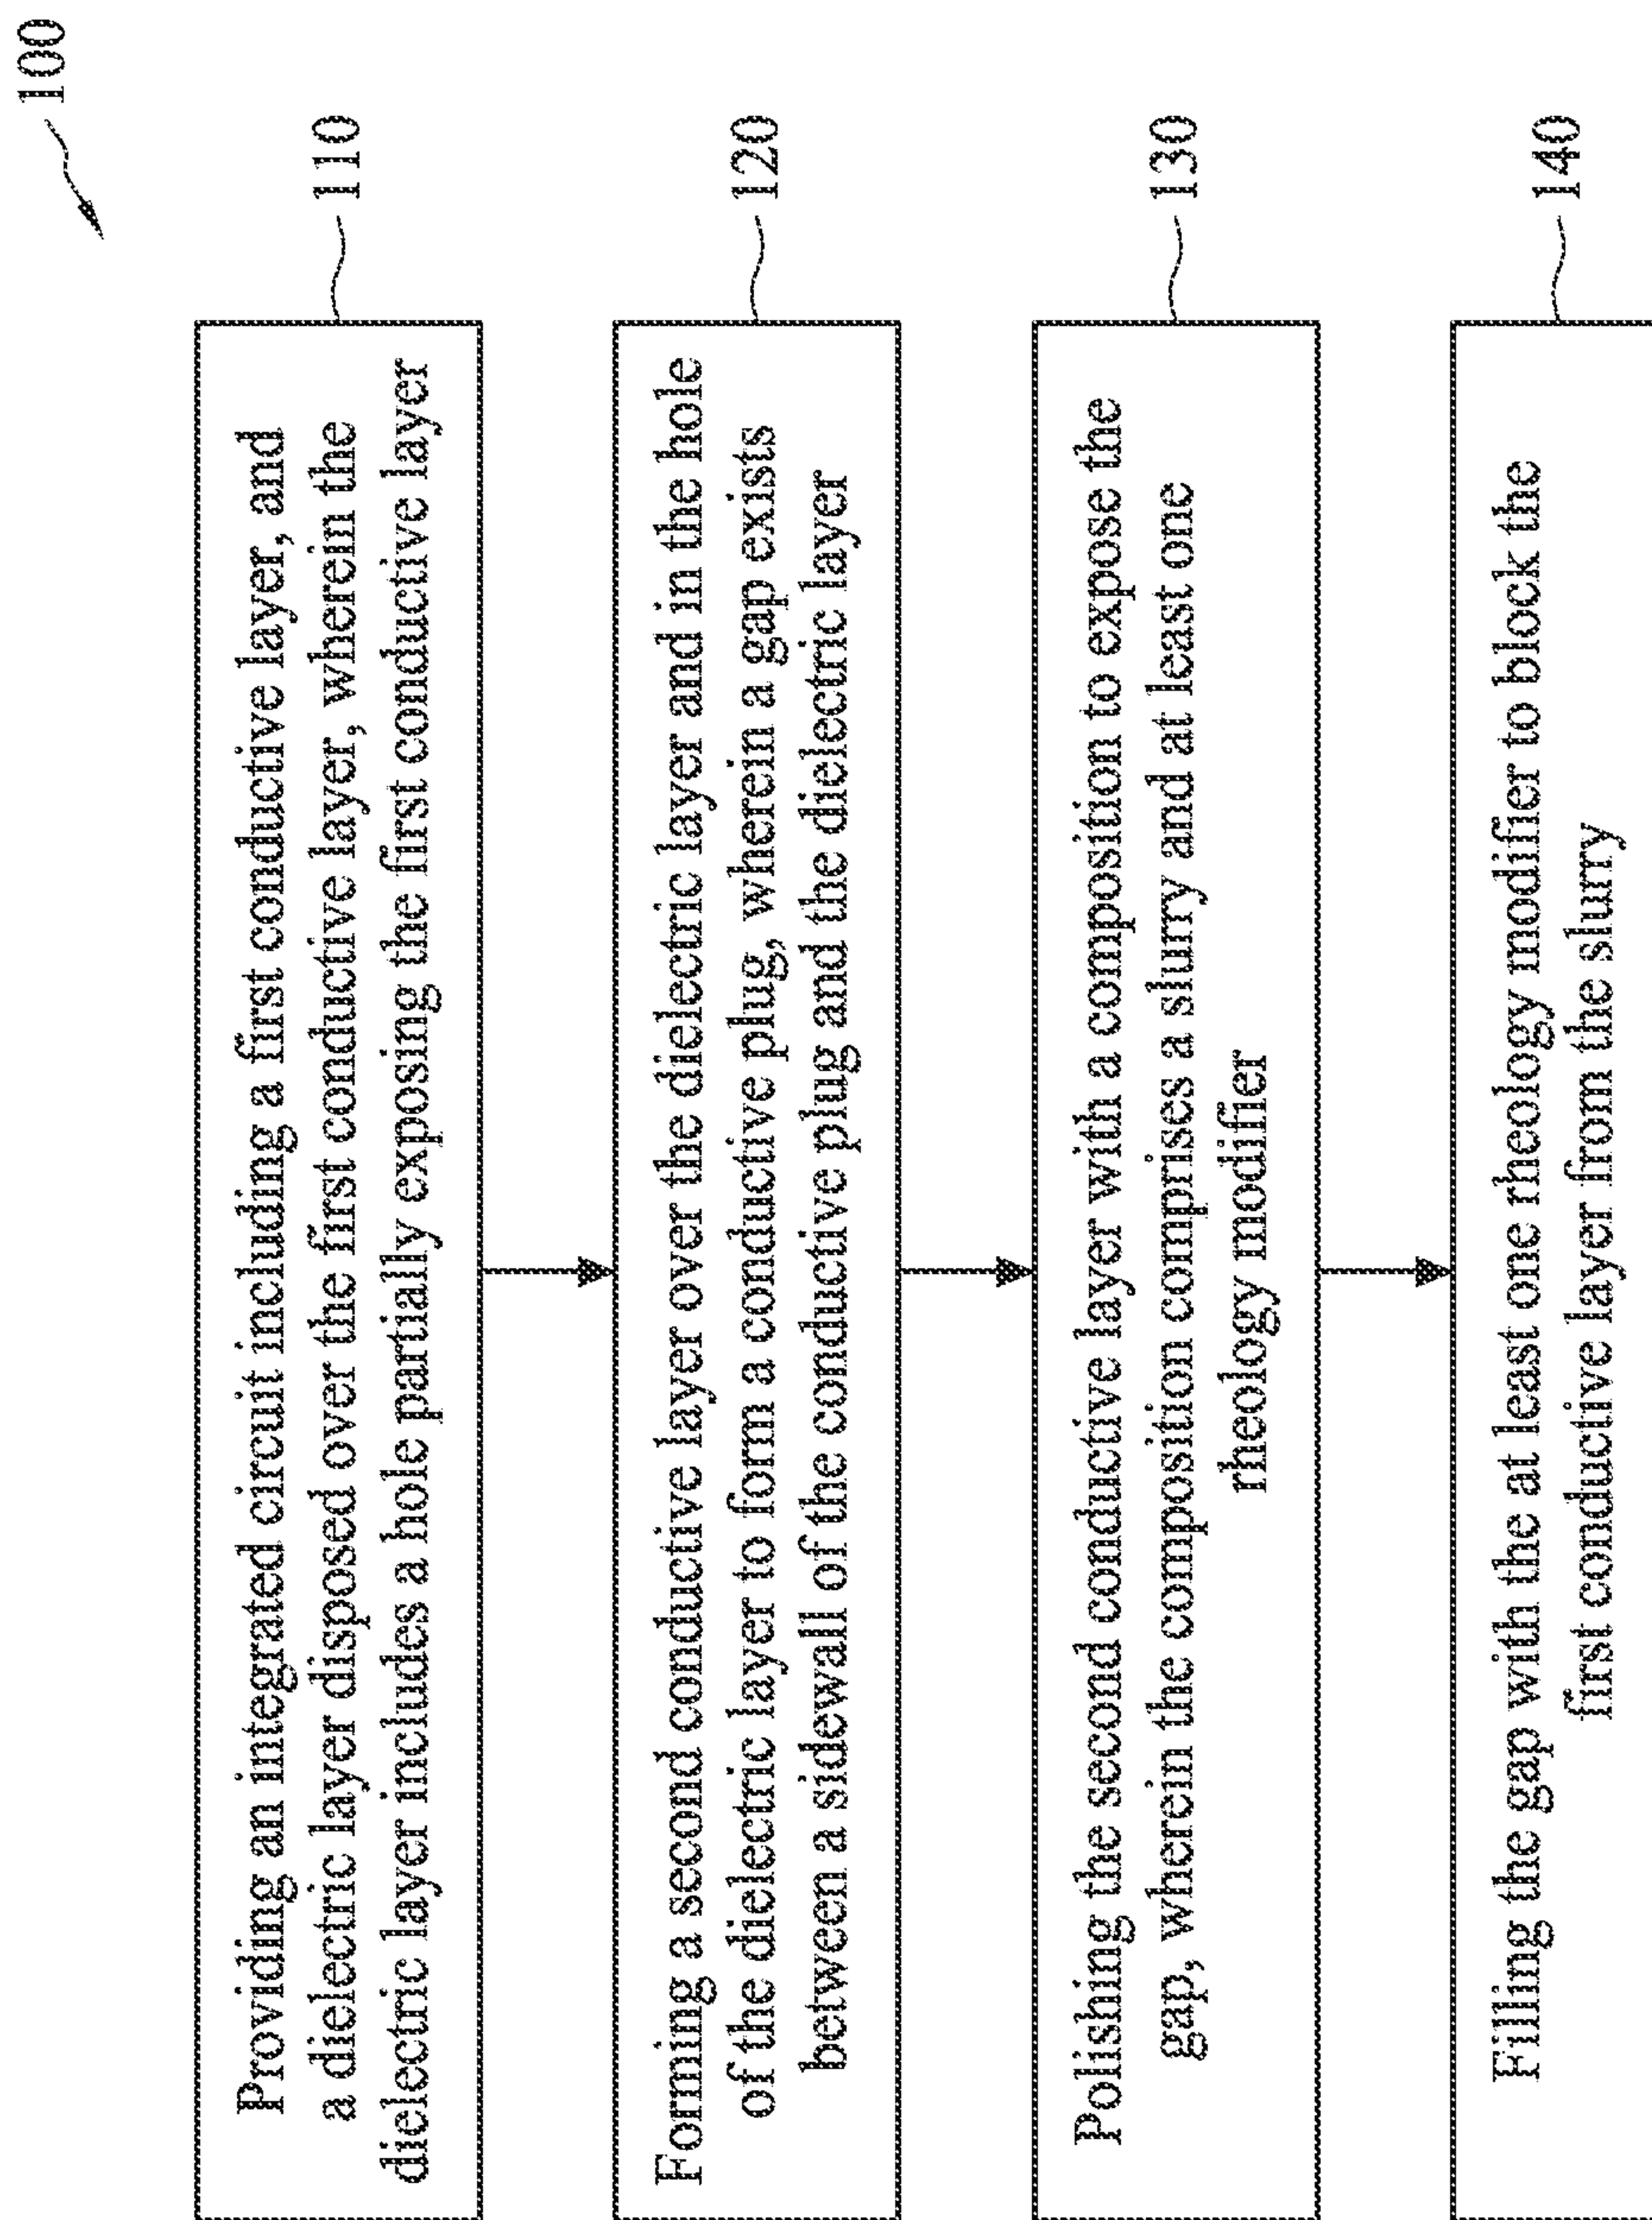 100
Providing an integrated circuit including a first conductive layer, and
a dielectric layer disposed over the first conductive layer, wherein the
dielectric layer includes a hole partially exposing the first conductive layer
110
Forming a second conductive layer over the dielectric layer and in the hole
of the dielectric layer to form a conductive plug, wherein a gap exists
between a sidewall of the conductive plug and the dielectric layer
120
Polishing the second conductive layer with a composition to expose the
gap, wherein the composition comprises a slurry and at least one
rheology modifier
130
Filling the gap with the at least one rheology modifier to block the
first conductive layer from the slurry
140